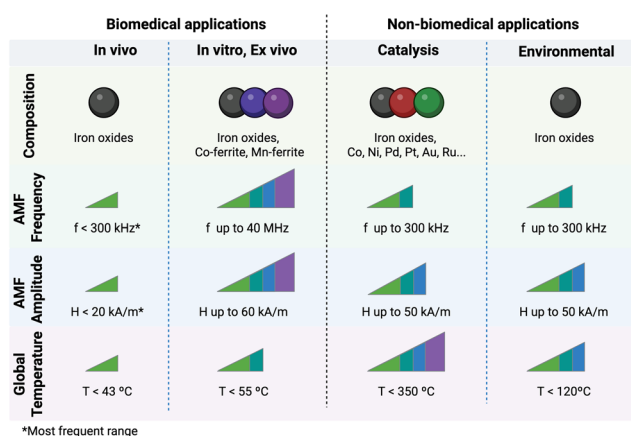 Biomedical applications
Non-biomedical applications
In vivo
In vitro, Ex vivo
Catalysis
Environmental
Composition
Iron oxides
Iron oxides,
Co-ferrite, Mn-ferrite
Iron oxides,
Co, Ni, Pd, Pt, Au, Ru...
Iron oxides
AMF
Frequency
f < 300 kHz*
f up to 40 MHz
f up to 300 kHz
f up to 300 kHz
AMF
Amplitude
H < 20 kA/m*
H up to 60 kA/m
H up to 50 kA/m
H up to 50 kA/m
Global
Temperature
T < 43 ºC
T < 55 ºC
T < 350 ºC
T < 120ºC
*Most frequent range